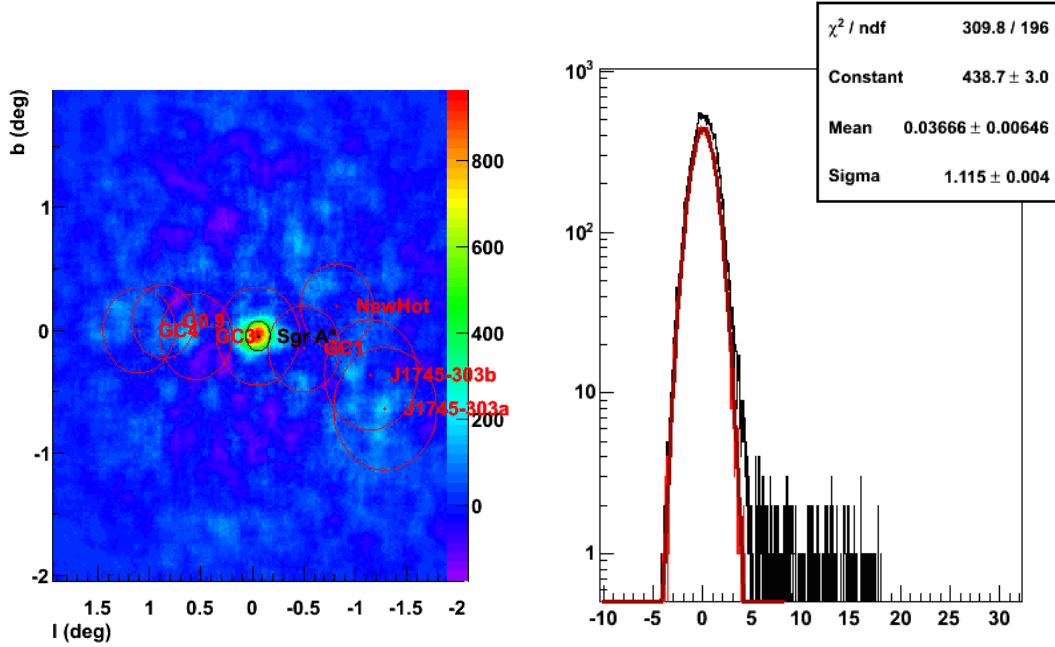 b (deg)
1
0
-1
-2
1.5 1 0.5 0 -0.5 -1 -1.5 -2
l (deg)
800
600
400
200
0
NewHot
G0.9
GC4
GC3
Sgr A*
GC1
J1745-303b
J1745-303a
χ² / ndf 309.8 / 196
Constant 438.7 ± 3.0
Mean 0.03666 ± 0.00646
Sigma 1.115 ± 0.004
10³
10²
10
1
-10 -5 0 5 10 15 20 25 30